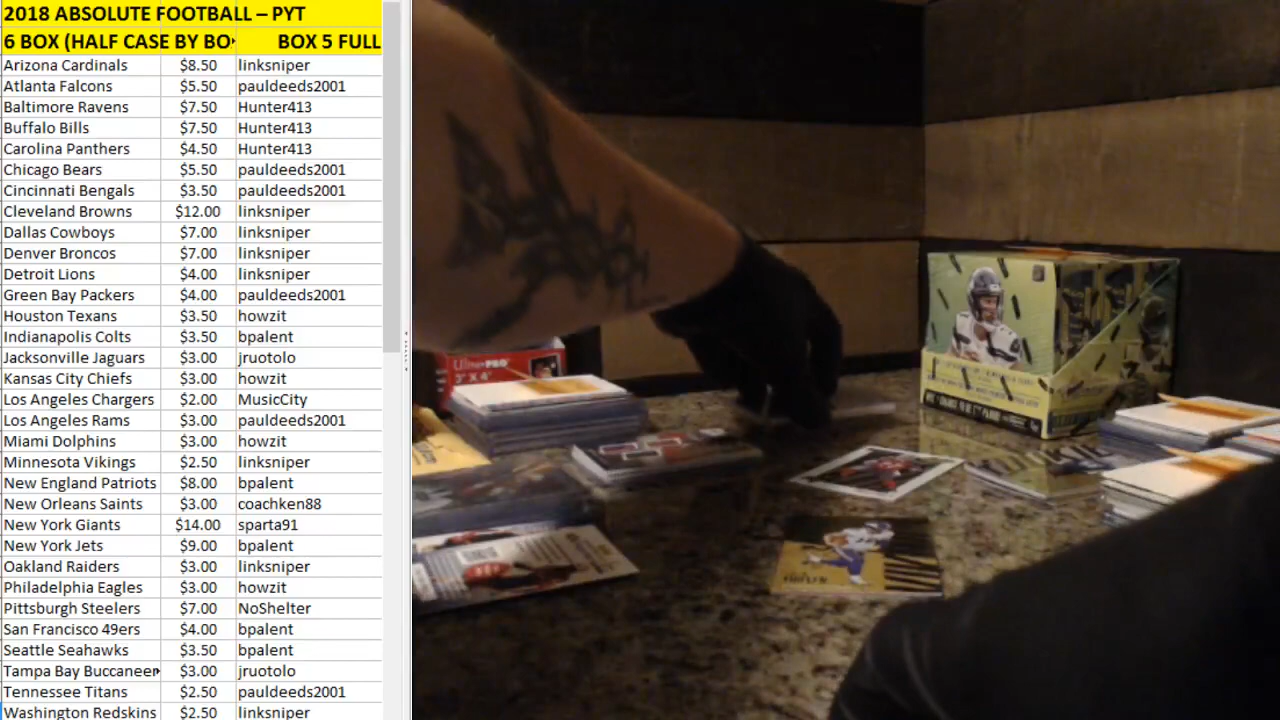 2018 ABSOLUTE FOOTBALL – PYT
6 BOX (HALF CASE BY BO BOX 5 FULL
Arizona Cardinals $8.50 linksniper
Atlanta Falcons $5.50 pauldeeds2001
Baltimore Ravens $7.50 Hunter413
Buffalo Bills $7.50 Hunter413
Carolina Panthers $4.50 Hunter413
Chicago Bears $5.50 pauldeeds2001
Cincinnati Bengals $3.50 pauldeeds2001
Cleveland Browns $12.00 linksniper
Dallas Cowboys $7.00 linksniper
Denver Broncos $7.00 linksniper
Detroit Lions $4.00 linksniper
Green Bay Packers $4.00 pauldeeds2001
Houston Texans $3.50 howzit
Indianapolis Colts $3.50 bpalent
Jacksonville Jaguars $3.00 jruotolo
Kansas City Chiefs $3.00 howzit
Los Angeles Chargers $2.00 MusicCity
Los Angeles Rams $3.00 pauldeeds2001
Miami Dolphins $3.00 howzit
Minnesota Vikings $2.50 linksniper
New England Patriots $8.00 bpalent
New Orleans Saints $3.00 coachken88
New York Giants $14.00 sparta91
New York Jets $9.00 bpalent
Oakland Raiders $3.00 linksniper
Philadelphia Eagles $3.00 howzit
Pittsburgh Steelers $7.00 NoShelter
San Francisco 49ers $4.00 bpalent
Seattle Seahawks $3.50 bpalent
Tampa Bay Buccaneer $3.00 jruotolo
Tennessee Titans $2.50 pauldeeds2001
Washington Redskins $2.50 linksniper
Ultra PRO
3" X 4"